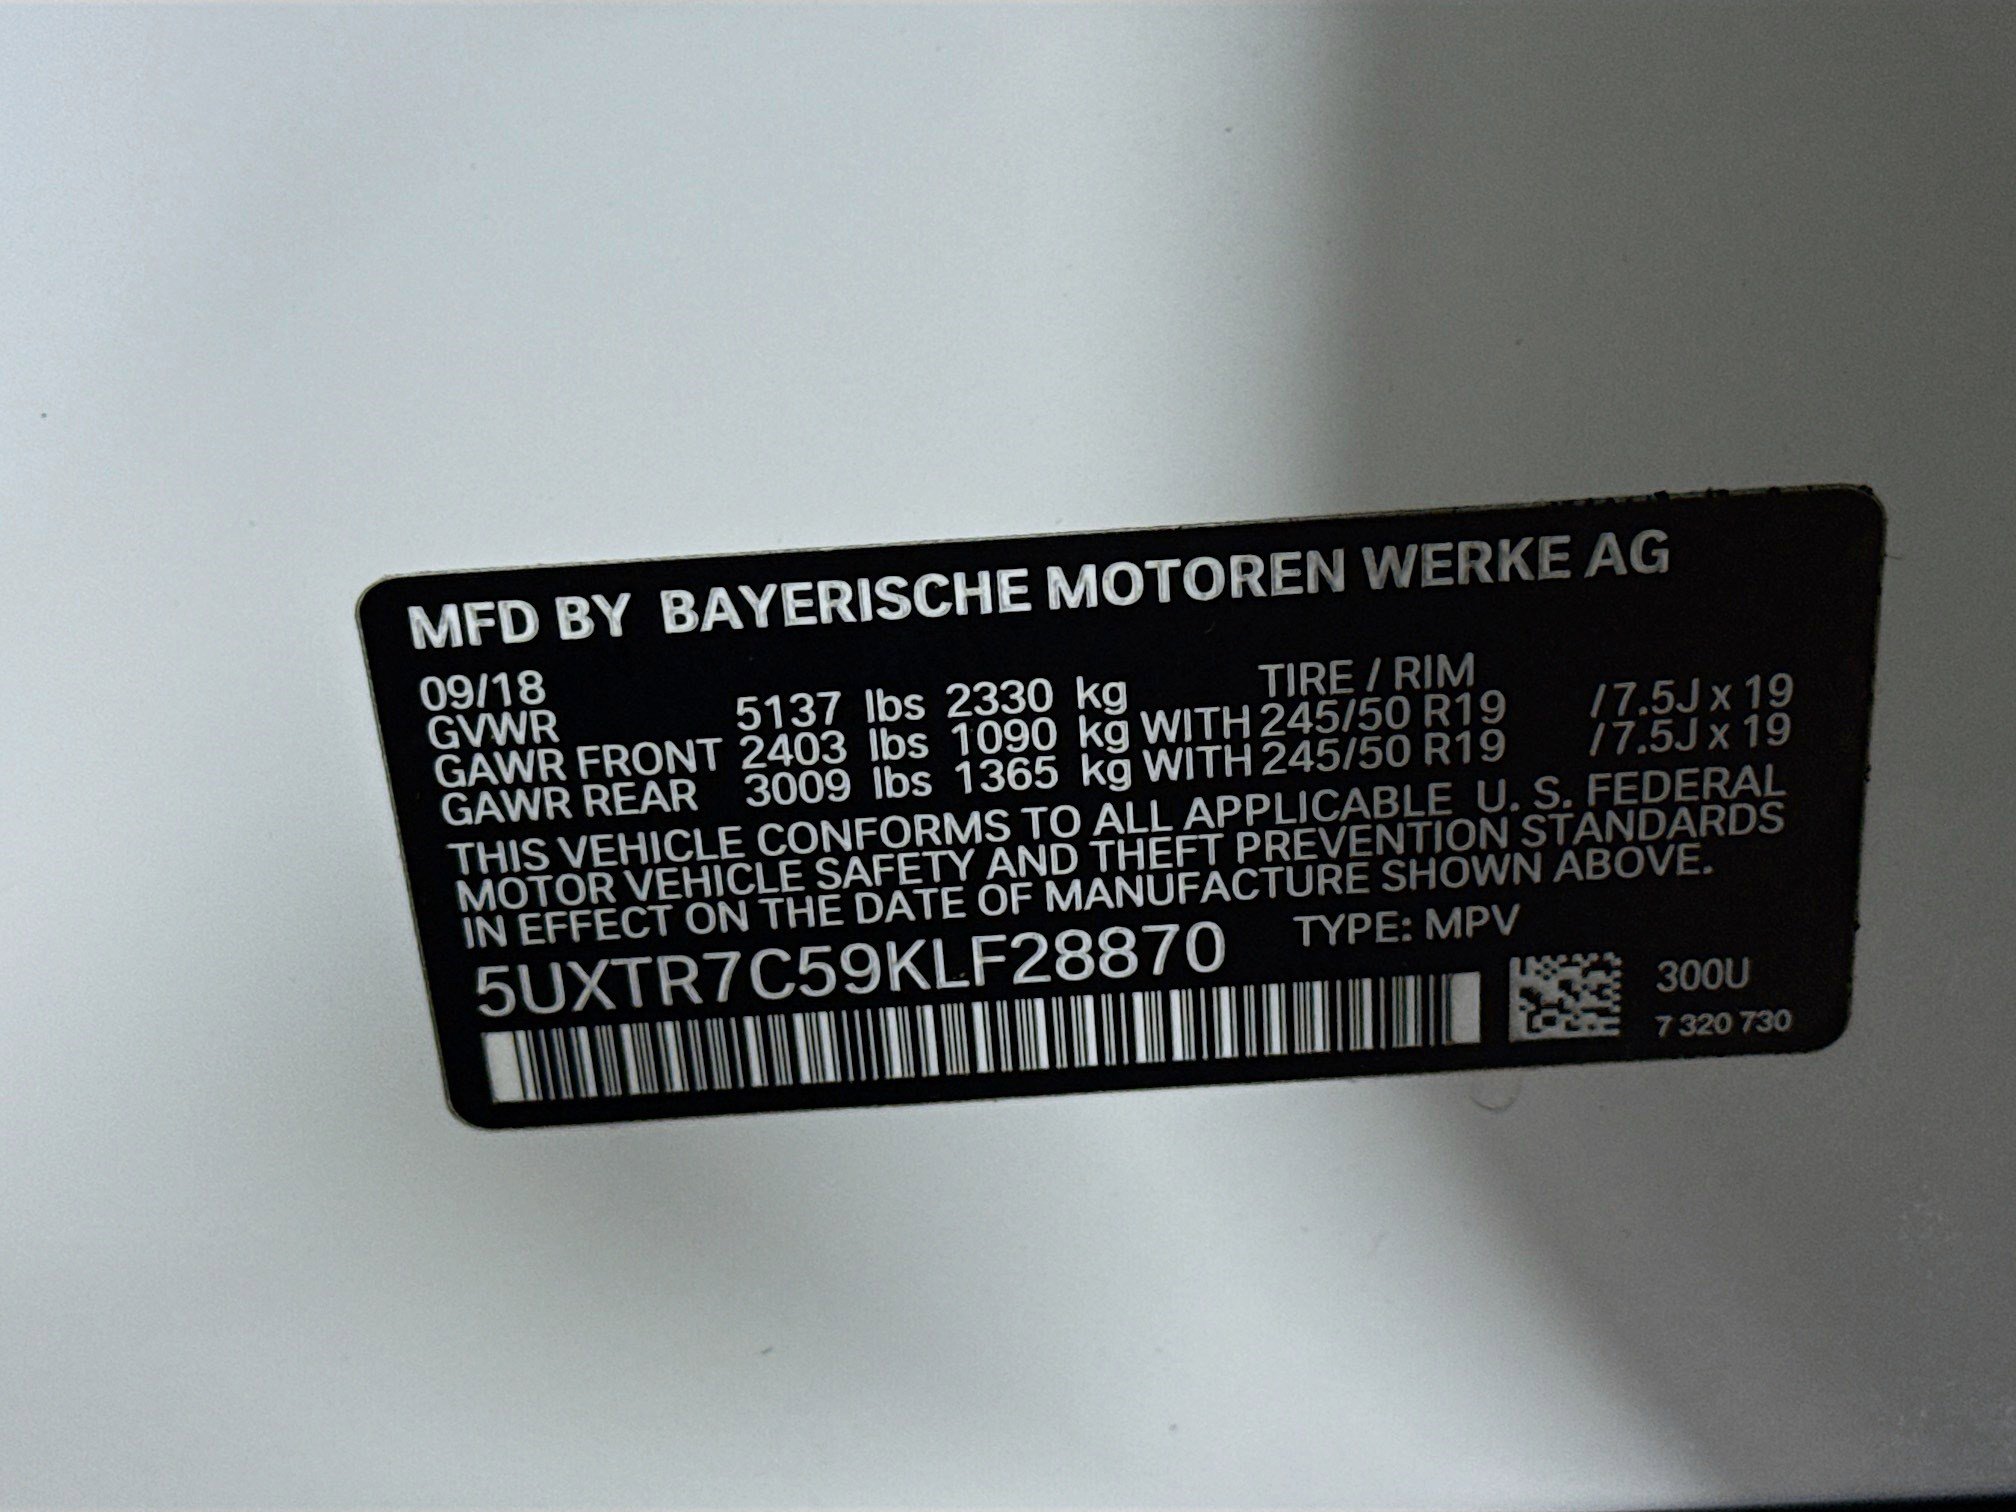 MFD BY BAYERISCHE MOTOREN WERKE AG
09/18 TIRE / RIM
GVWR 5137 lbs 2330 kg
GAWR FRONT 2403 lbs 1090 kg WITH 245/50 R19 / 7.5J x 19
GAWR REAR 3009 lbs 1365 kg WITH 245/50 R19 / 7.5J x 19
THIS VEHICLE CONFORMS TO ALL APPLICABLE U. S. FEDERAL
MOTOR VEHICLE SAFETY AND THEFT PREVENTION STANDARDS
IN EFFECT ON THE DATE OF MANUFACTURE SHOWN ABOVE.
5UXTR7C59KLF28870 TYPE: MPV
300U
7 320 730